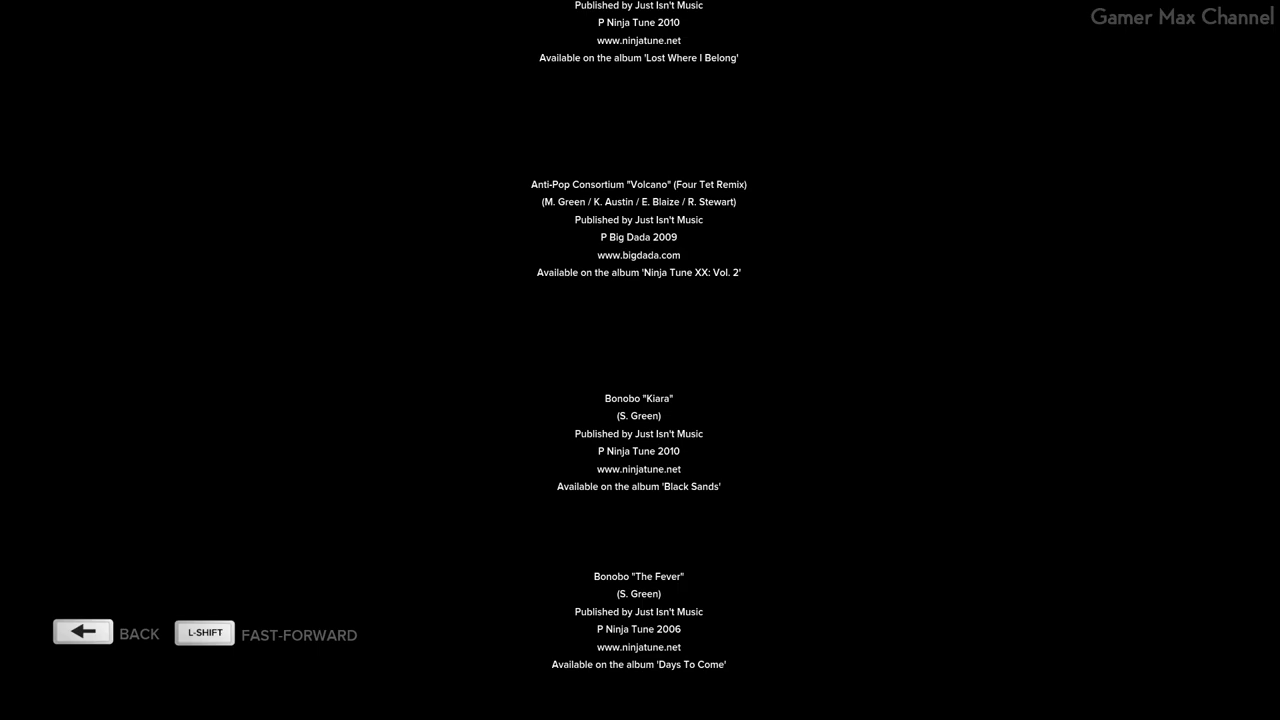 Published by Just Isn't Music
Gamer Max Channel
P Ninja Tune 2010
www.ninjatune.net
Available on the album 'Lost Where I Belong'
Anti-Pop Consortium "Volcano" (Four Tet Remix)
(M. Green / K. Austin / E. Blaize / R. Stewart)
Published by Just Isn't Music
P Big Dada 2009
www.bigdada.com
Available on the album 'Ninja Tune XX: Vol. 2'
Bonobo "Kiara"
(S. Green)
Published by Just Isn't Music
P Ninja Tune 2010
www.ninjatune.net
Available on the album 'Black Sands'
Bonobo "The Fever"
(S. Green)
Published by Just Isn't Music
P Ninja Tune 2006
www.ninjatune.net
Available on the album 'Days To Come'
BACK L-SHIFT FAST-FORWARD